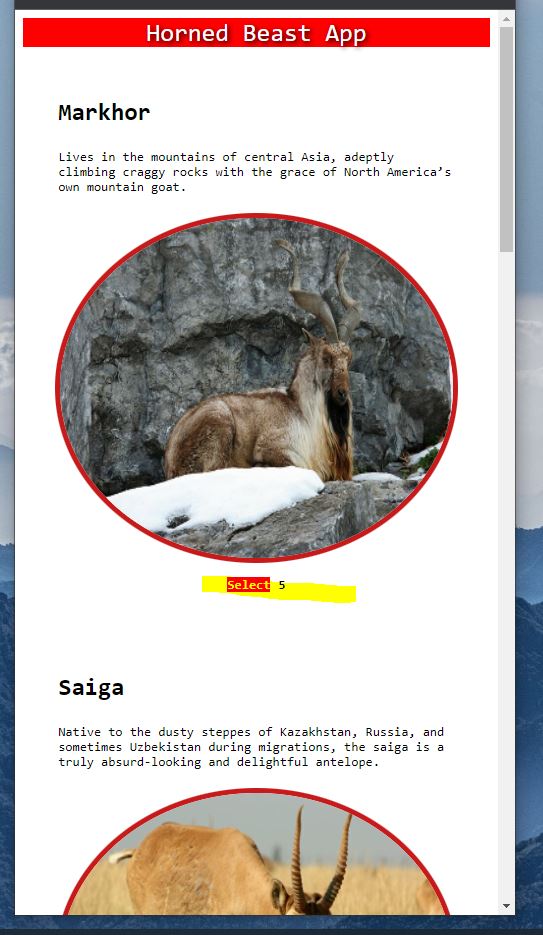 Horned Beast App
Markhor
Lives in the mountains of central Asia, adeptly
climbing craggy rocks with the grace of North America’s
own mountain goat.
Select 5
Saiga
Native to the dusty steppes of Kazakhstan, Russia, and
sometimes Uzbekistan during migrations, the saiga is a
truly absurd-looking and delightful antelope.